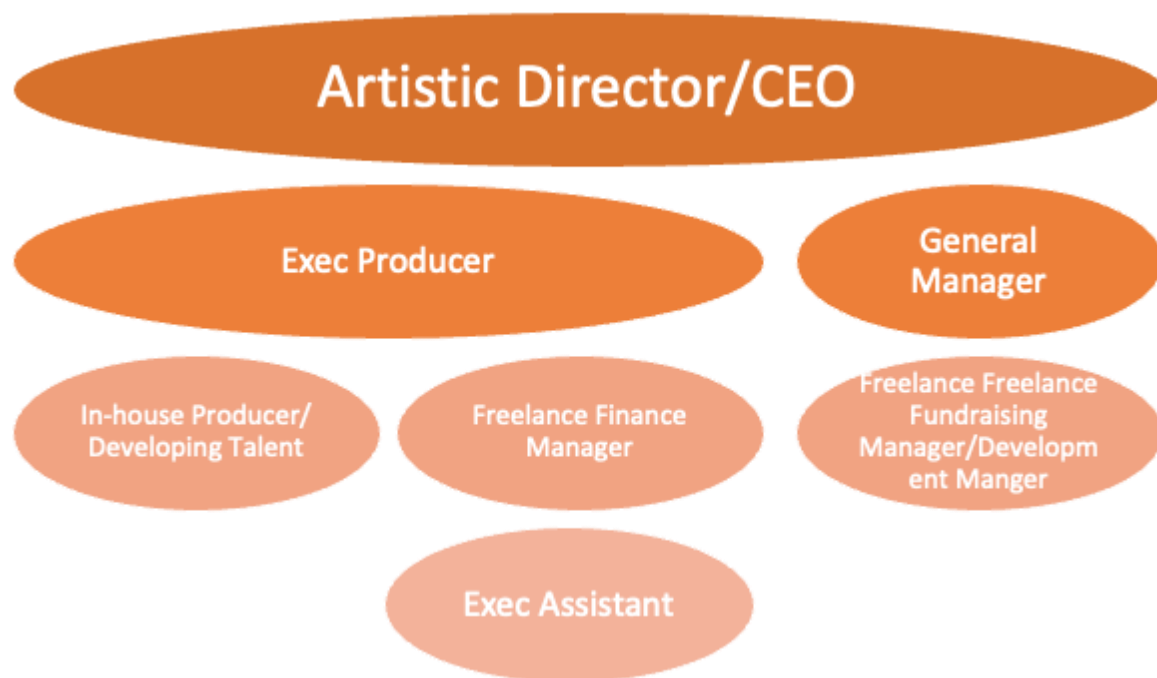 Artistic Director/CEO
Exec Producer
General
Manager
In-house Producer/
Developing Talent
Freelance Finance
Manager
Freelance Freelance
Fundraising
Manager/Developm
ent Manger
Exec Assistant